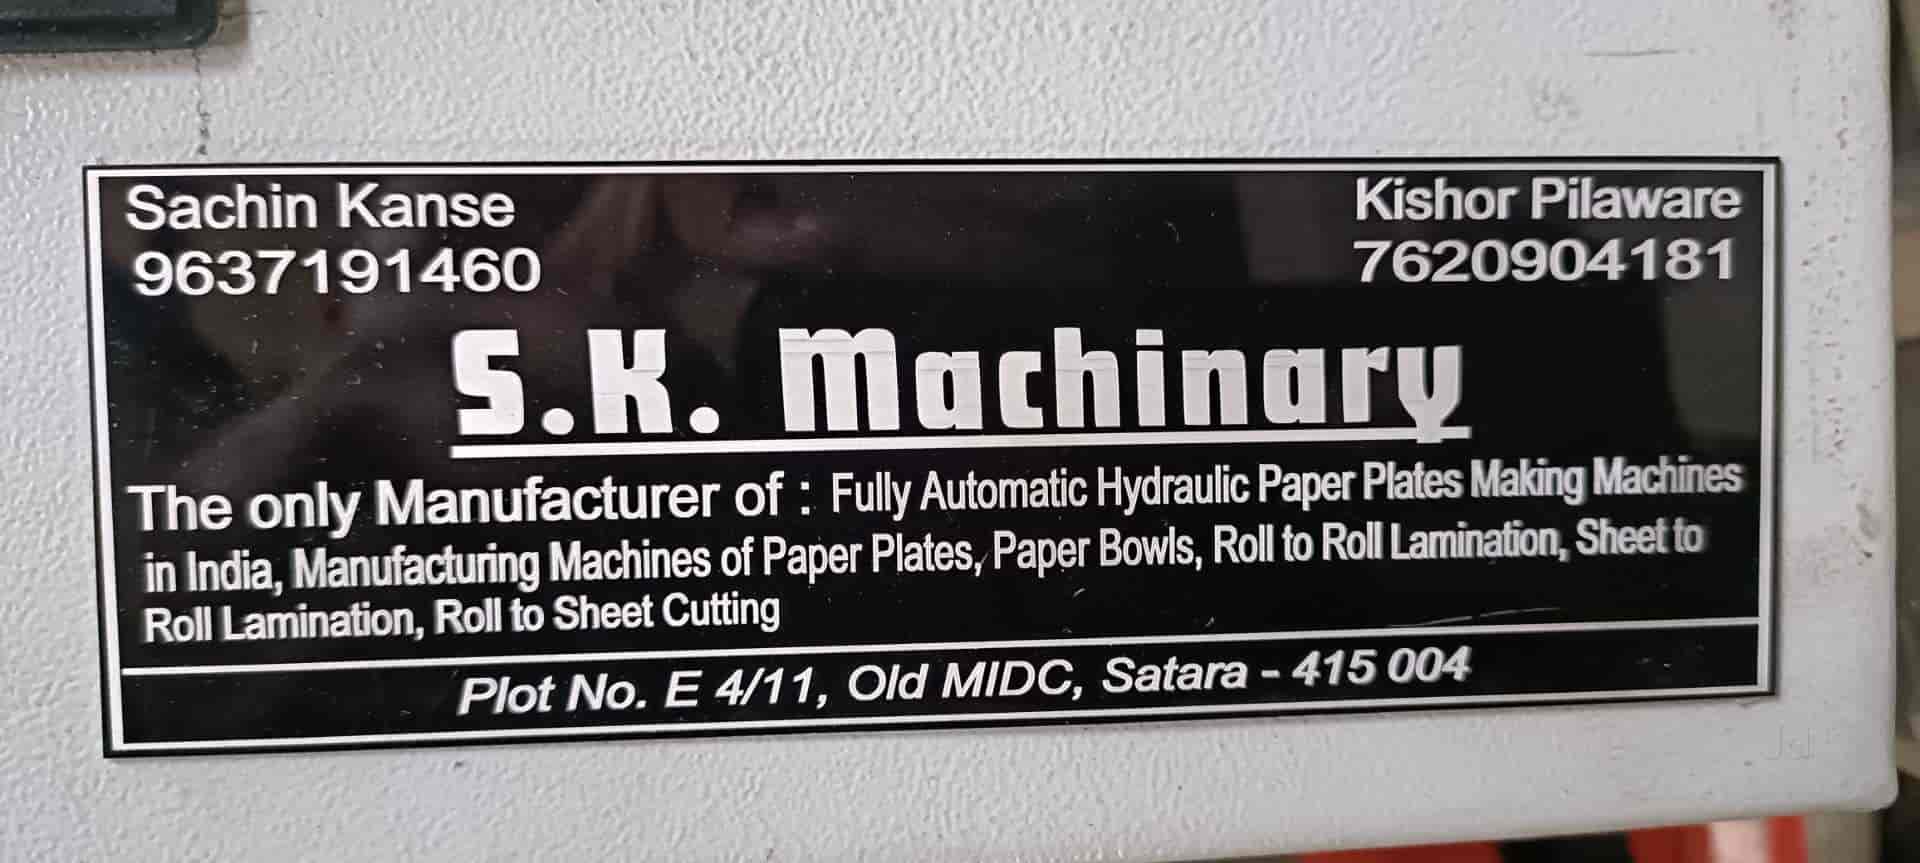 Sachin Kanse
9637191460
Kishor Pilaware
7620904181
S.K. Machinary
The only Manufacturer of : Fully Automatic Hydraulic Paper Plates Making Machines
in India, Manufacturing Machines of Paper Plates, Paper Bowls, Roll to Roll Lamination, Sheet to
Roll Lamination, Roll to Sheet Cutting
Plot No. E 4/11, Old MIDC, Satara - 415 004